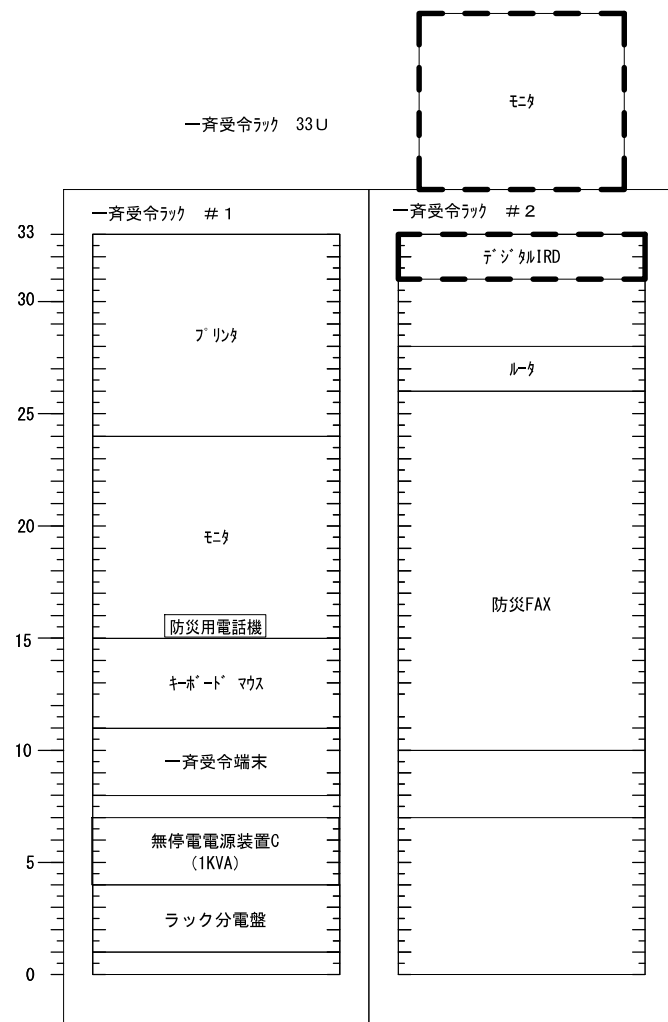 モニタ
一斉受令ラック 33U
一斉受令ラック #1
一斉受令ラック #2
33
デジタルIRD
30
プリンタ
ルータ
25
20
モニタ
防災FAX
防災用電話機
15
キーボード マウス
10
一斉受令端末
無停電電源装置C
(1KVA)
5
ラック分電盤
0